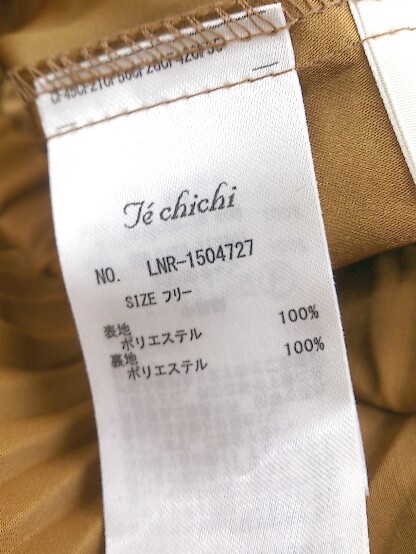 Té chichi
NO. LNR-1504727
SIZE フリー
表地
ポリエステル 100%
裏地
ポリエステル 100%